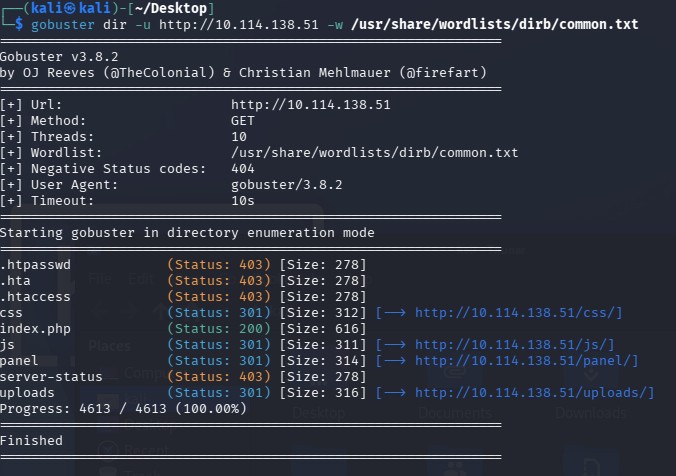 ┌──(kali㉿kali)-[~/Desktop]
└─$ gobuster dir -u http://10.114.138.51 -w /usr/share/wordlists/dirb/common.txt
===============================================================
Gobuster v3.8.2
by OJ Reeves (@TheColonial) & Christian Mehlmauer (@firefart)
===============================================================
[+] Url:                     http://10.114.138.51
[+] Method:                  GET
[+] Threads:                 10
[+] Wordlist:                /usr/share/wordlists/dirb/common.txt
[+] Negative Status codes:   404
[+] User Agent:              gobuster/3.8.2
[+] Timeout:                 10s
===============================================================
Starting gobuster in directory enumeration mode
===============================================================
.htpasswd            (Status: 403) [Size: 278]
.hta                 (Status: 403) [Size: 278]
.htaccess            (Status: 403) [Size: 278]
css                  (Status: 301) [Size: 312] [--> http://10.114.138.51/css/]
index.php            (Status: 200) [Size: 616]
js                   (Status: 301) [Size: 311] [--> http://10.114.138.51/js/]
panel                (Status: 301) [Size: 314] [--> http://10.114.138.51/panel/]
server-status        (Status: 403) [Size: 278]
uploads              (Status: 301) [Size: 316] [--> http://10.114.138.51/uploads/]
Progress: 4613 / 4613 (100.00%)
===============================================================
Finished
===============================================================